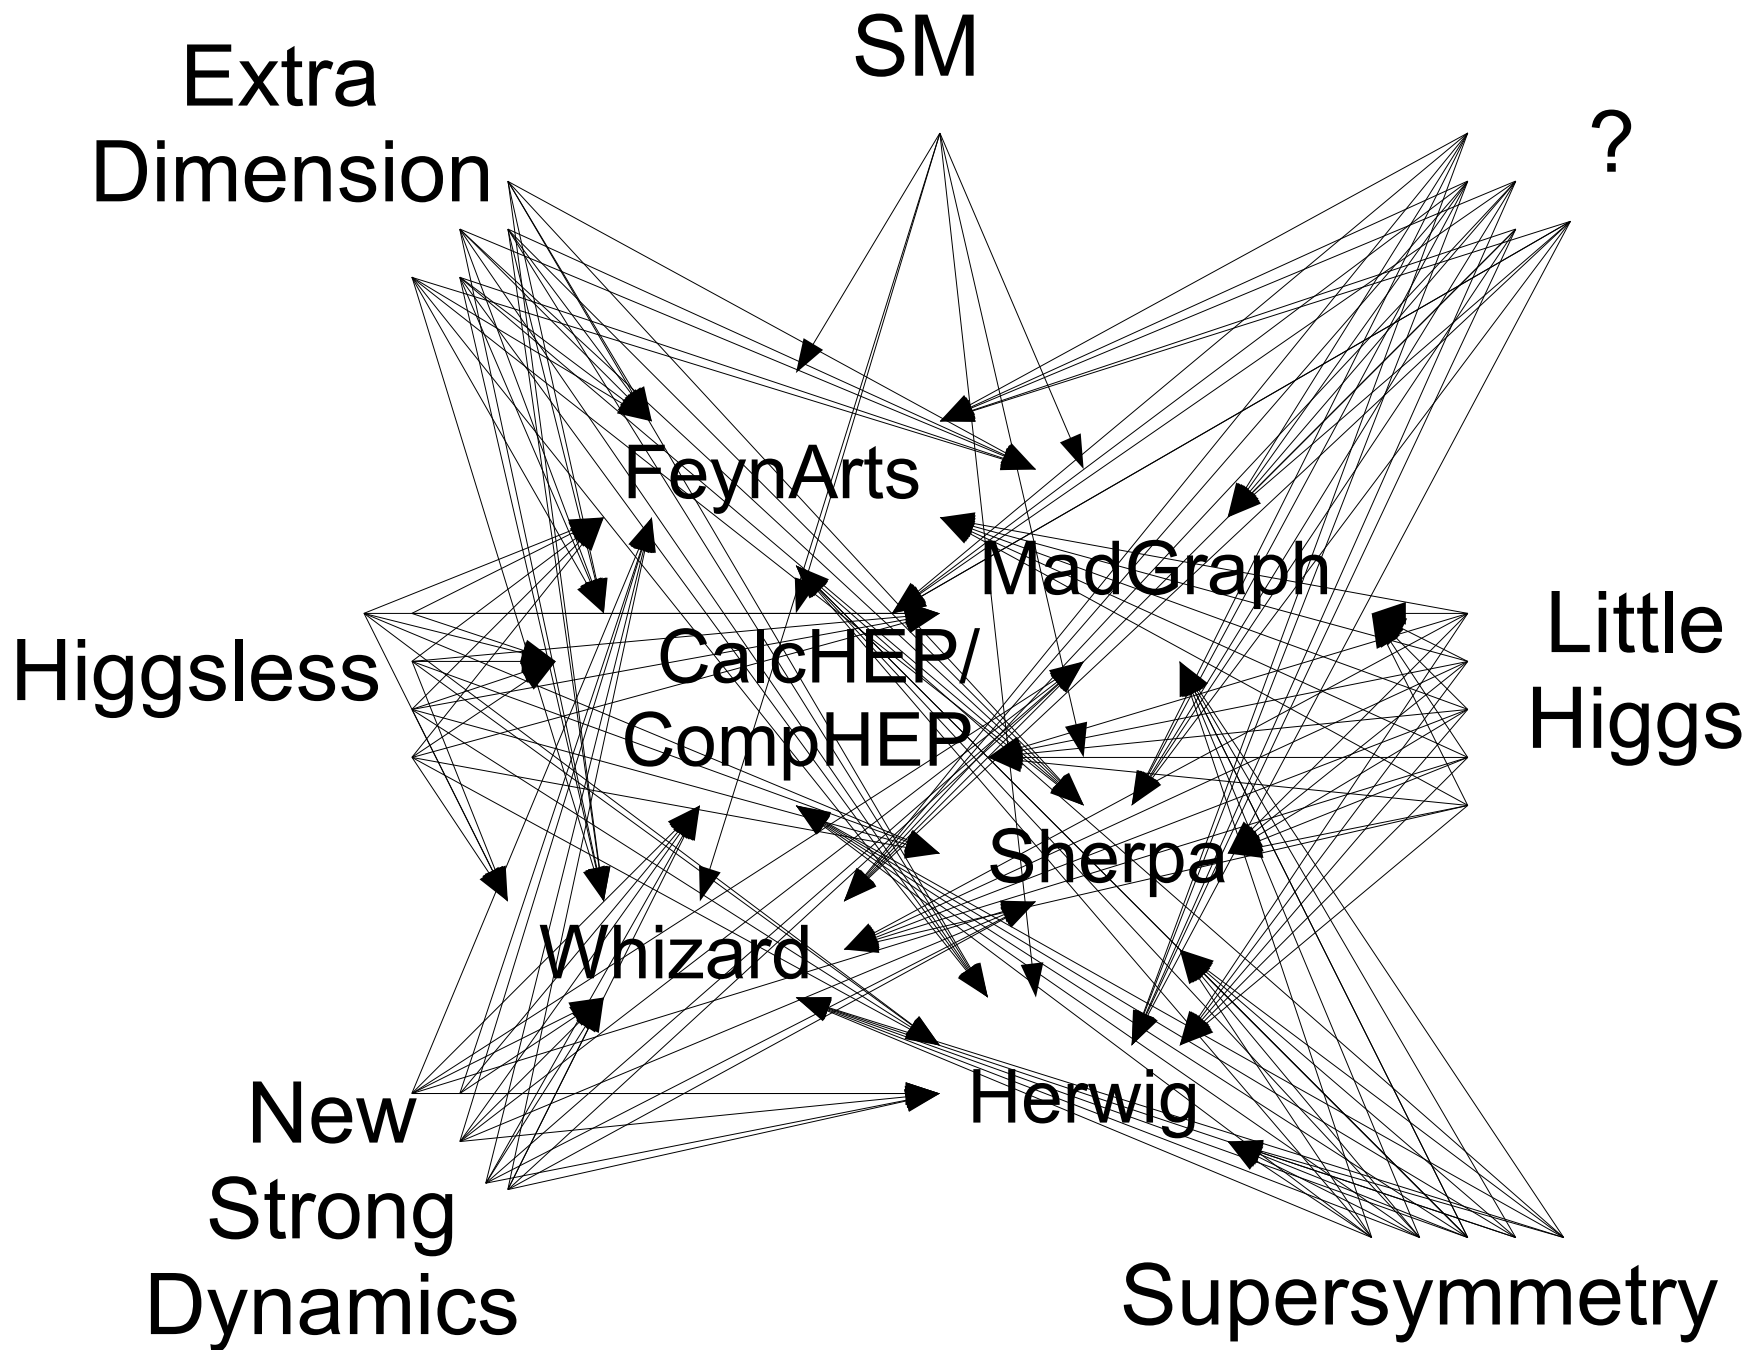 SM
Extra
Dimension
?
FeynArts
MadGraph
CalcHEP/
CompHEP
Higgsless
Little
Higgs
Sherpa
Whizard
Herwig
New
Strong
Dynamics
Supersymmetry